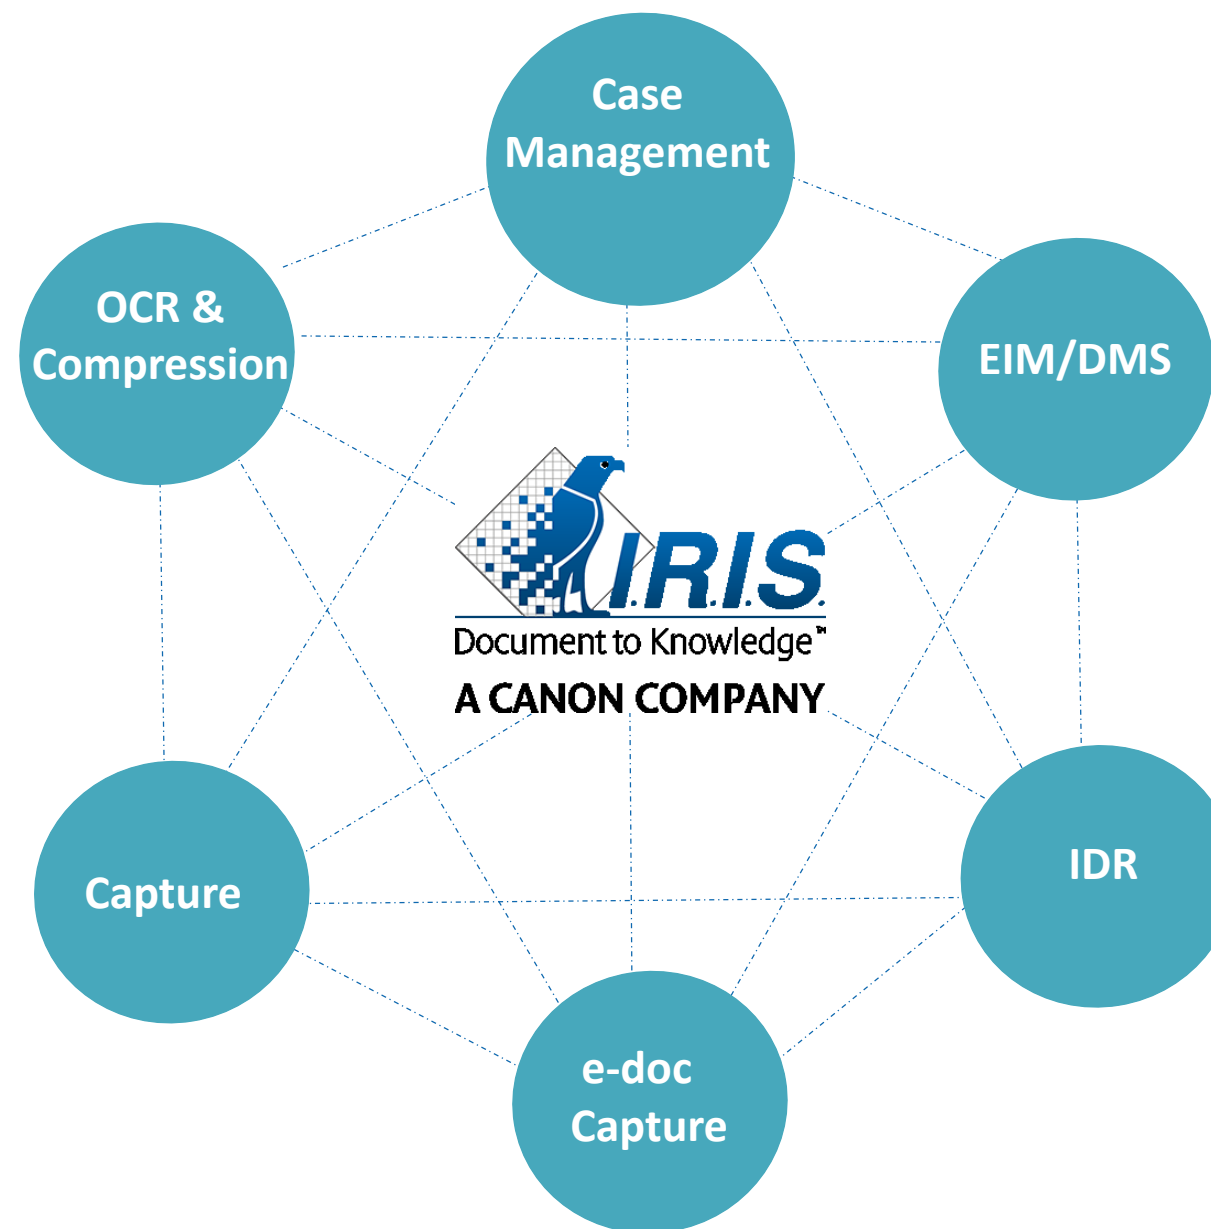 Case
Management
OCR &
Compression
EIM/DMS
I.R.I.S.
Document to Knowledge™
A CANON COMPANY
Capture
IDR
e-doc
Capture